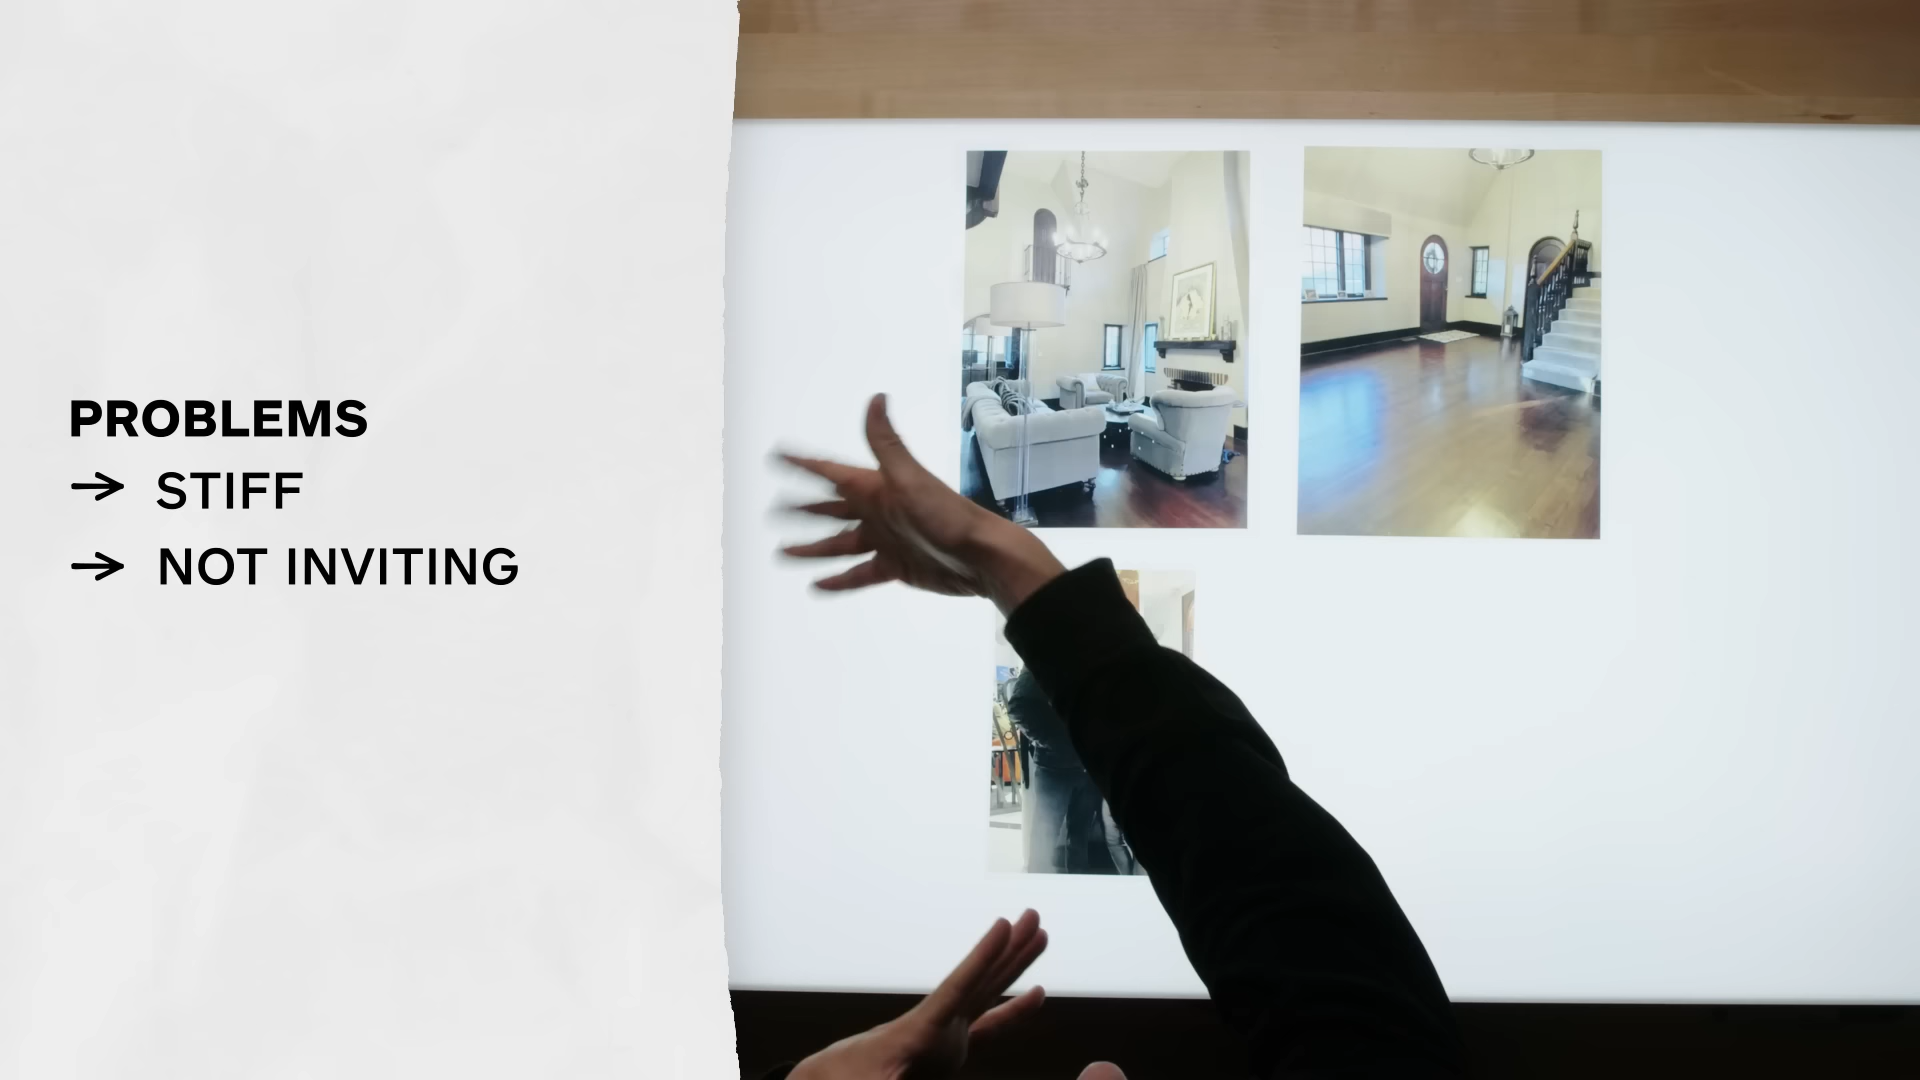 PROBLEMS
→ STIFF
→ NOT INVITING